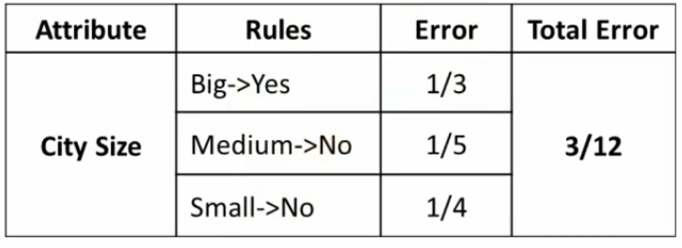 Attribute Rules Error Total Error
Big->Yes 1/3
City Size Medium->No 1/5 3/12
Small->No 1/4